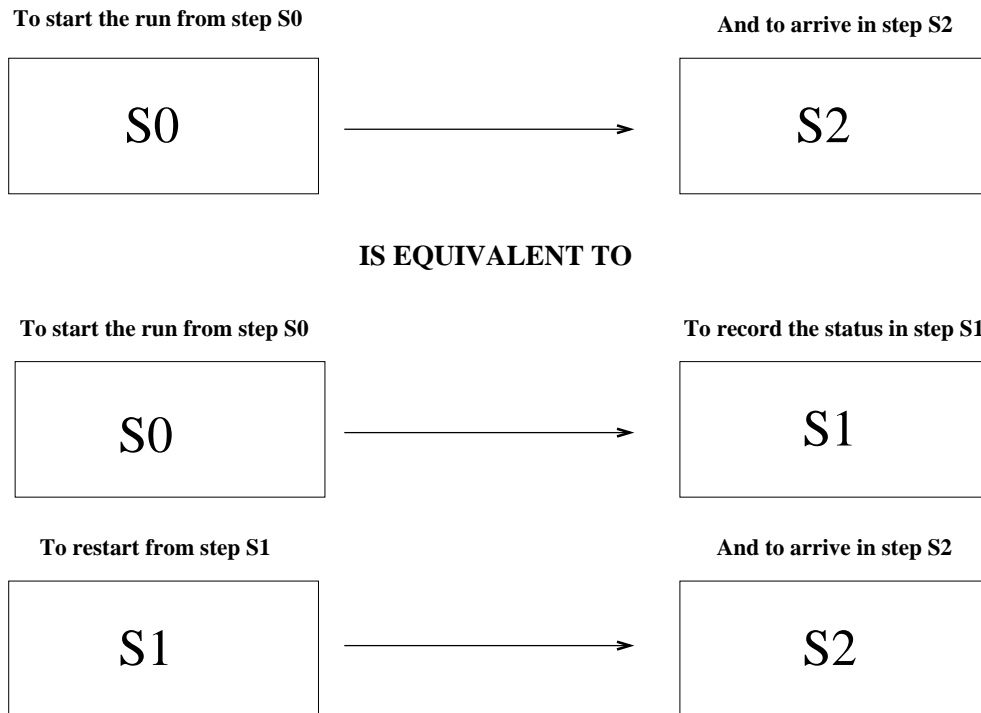 To start the run from step S0
And to arrive in step S2
S0
S2
IS EQUIVALENT TO
To start the run from step S0
To record the status in step S1
S0
S1
To restart from step S1
And to arrive in step S2
S1
S2